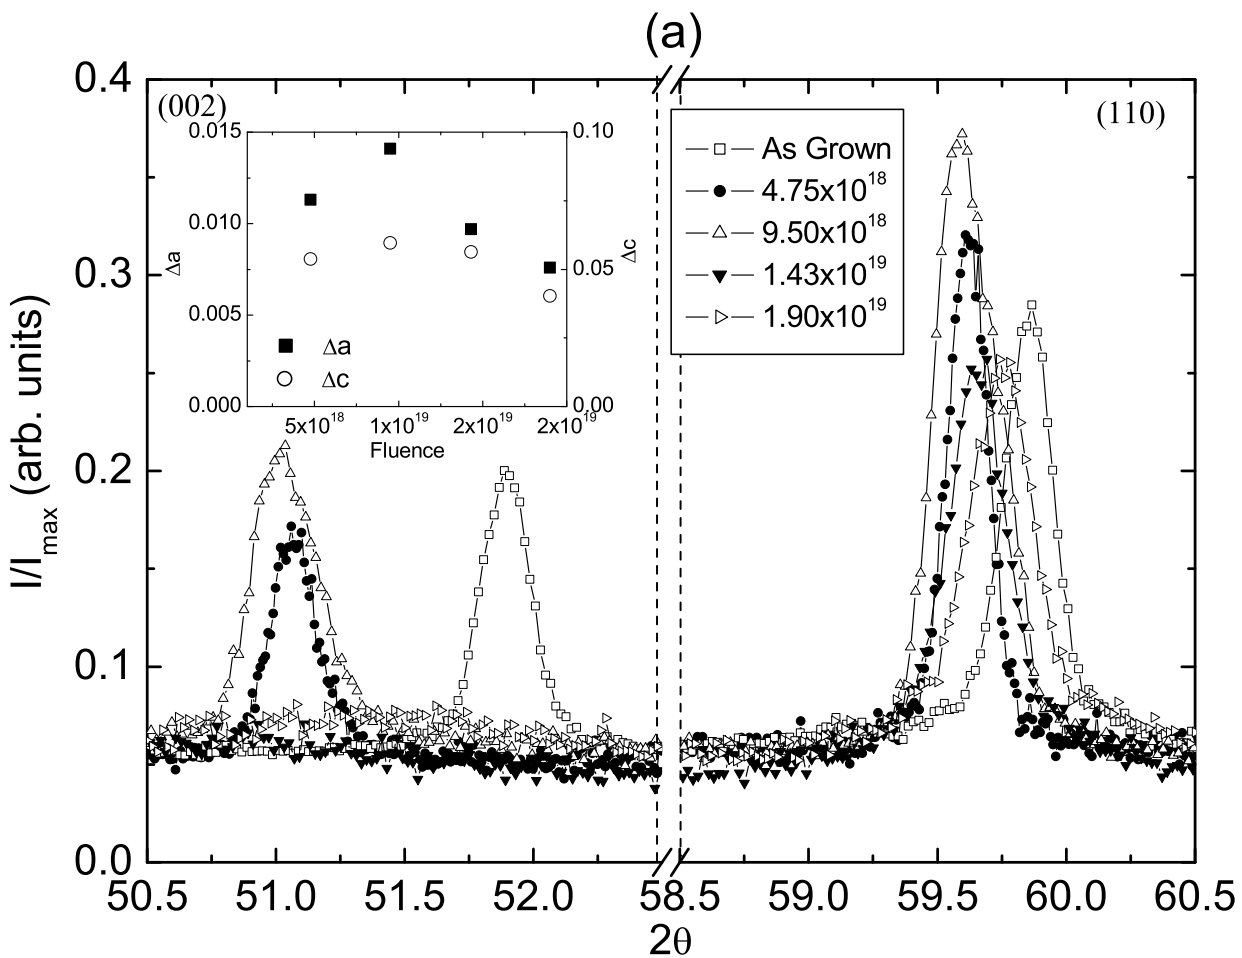 (a)
0.4
0.3
0.2
0.1
0.0
I/I_max (arb. units)
(002)
(110)
0.015
0.010
0.005
0.000
Δa
0.10
0.05
0.00
Δc
Δa
Δc
5x10^18 1x10^19 2x10^19 2x10^19
Fluence
As Grown
4.75x10^18
9.50x10^18
1.43x10^19
1.90x10^19
50.5 51.0 51.5 52.0 58.5 59.0 59.5 60.0 60.5
2θ